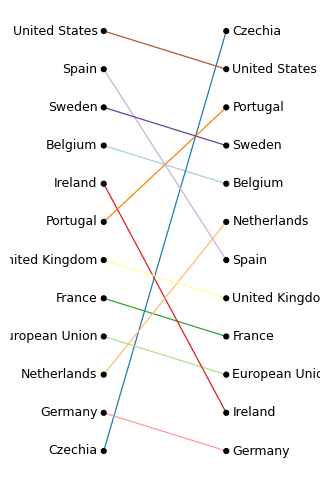 United States
Spain
Sweden
Belgium
Ireland
Portugal
nited Kingdom
France
uropean Union
Netherlands
Germany
Czechia
Czechia
United States
Portugal
Sweden
Belgium
Netherlands
Spain
United Kingdo
France
European Unio
Ireland
Germany